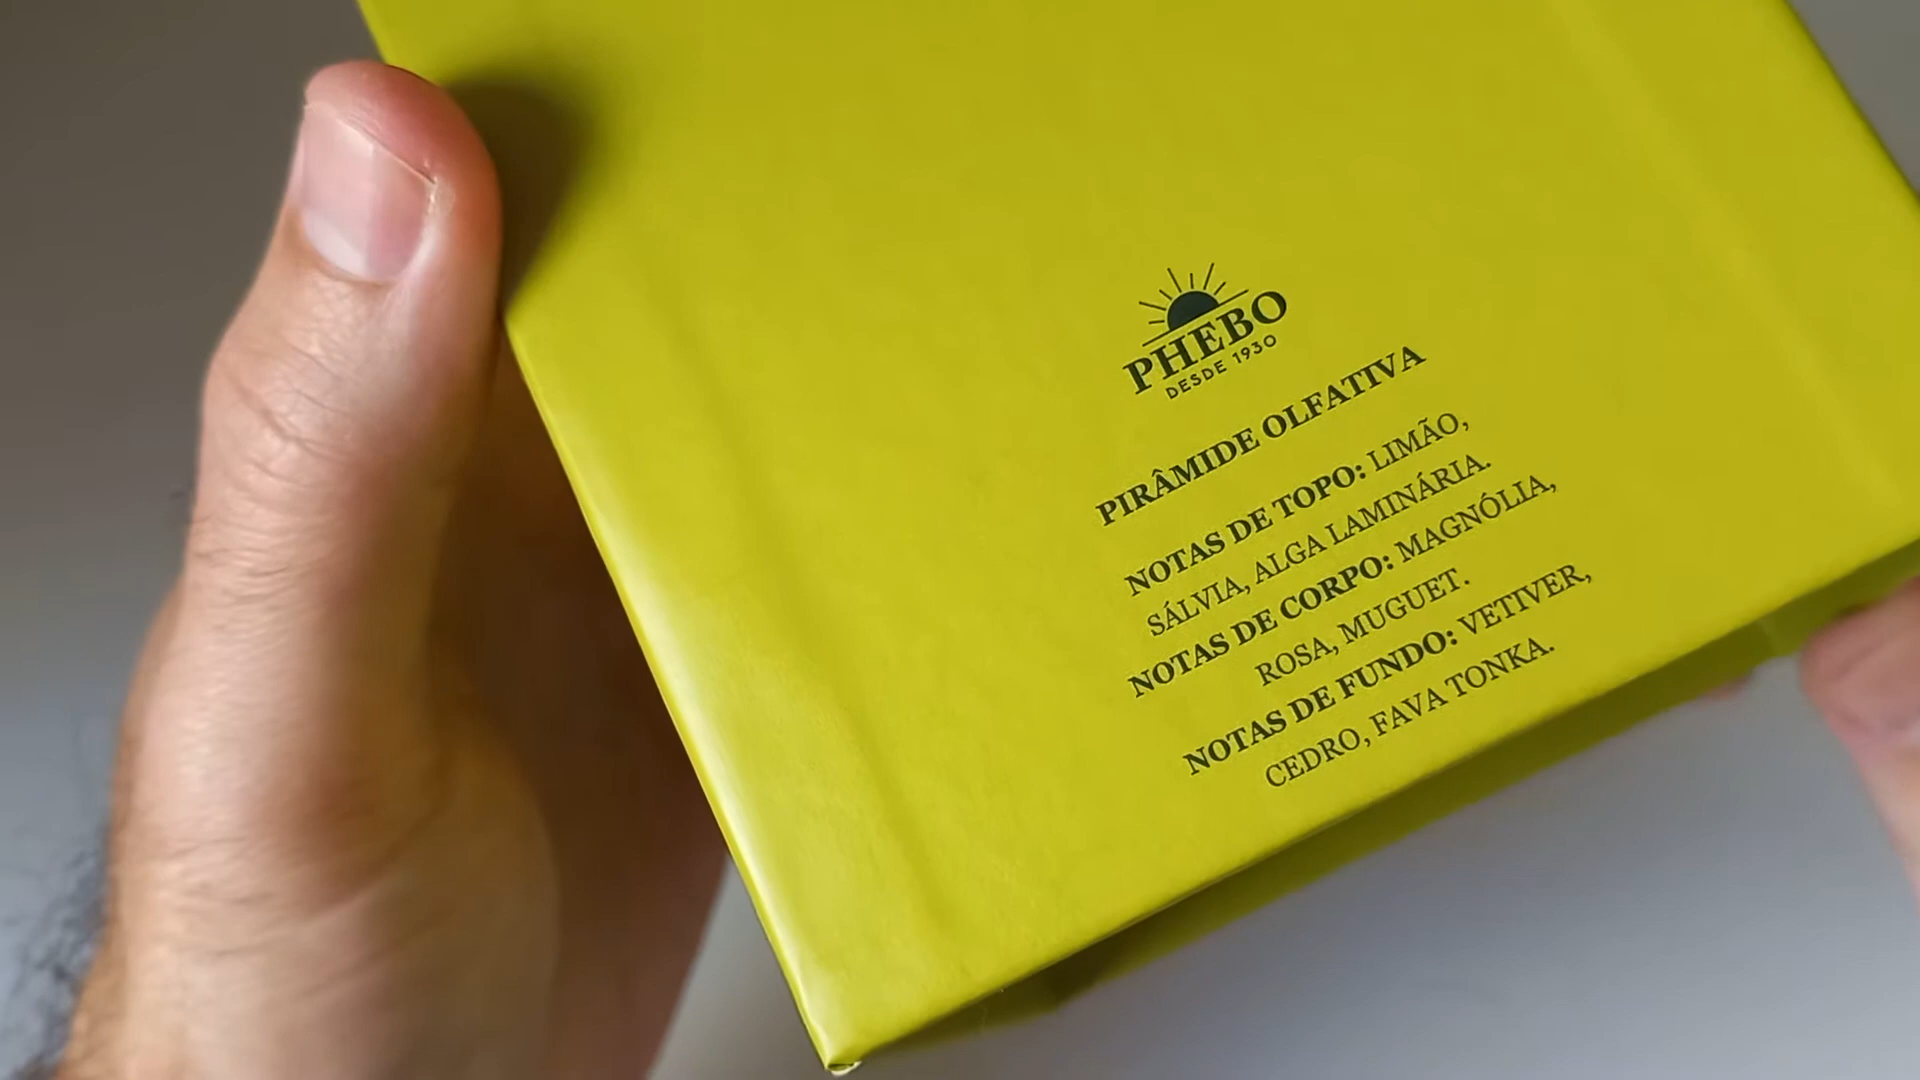 PHEBO
DESDE 1930
PIRÂMIDE OLFATIVA
NOTAS DE TOPO: LIMÃO,
SÁLVIA, ALGA LAMINÁRIA.
NOTAS DE CORPO: MAGNÓLIA,
ROSA, MUGUET.
NOTAS DE FUNDO: VETIVER,
CEDRO, FAVA TONKA.